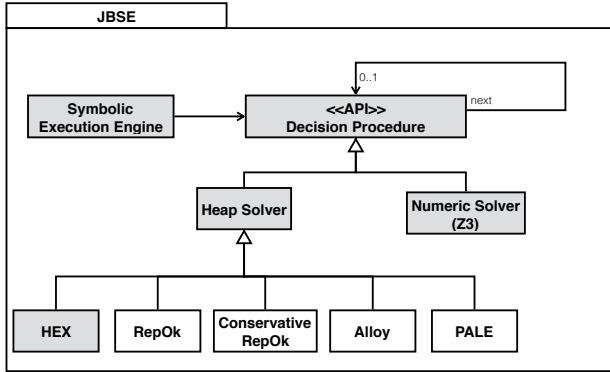 JBSE
0..1
Symbolic
Execution Engine
<<API>>
Decision Procedure
next
Heap Solver
Numeric Solver
(Z3)
HEX
RepOk
Conservative
RepOk
Alloy
PALE